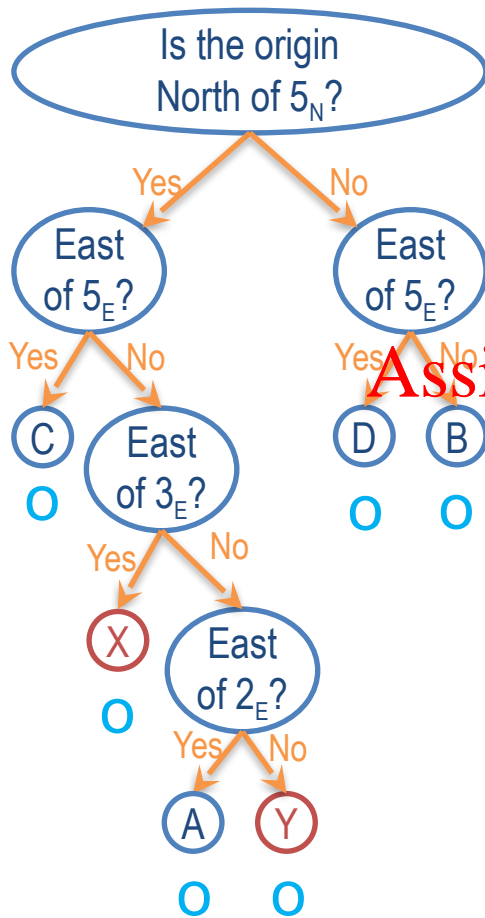 Is the origin
North of 5N?
Yes
No
East
of 5E?
East
of 5E?
Yes
No
Yes
No
Assi
C
East
of 3E?
D
B
O
O
O
Yes
No
X
East
of 2E?
O
Yes
No
A
Y
O
O